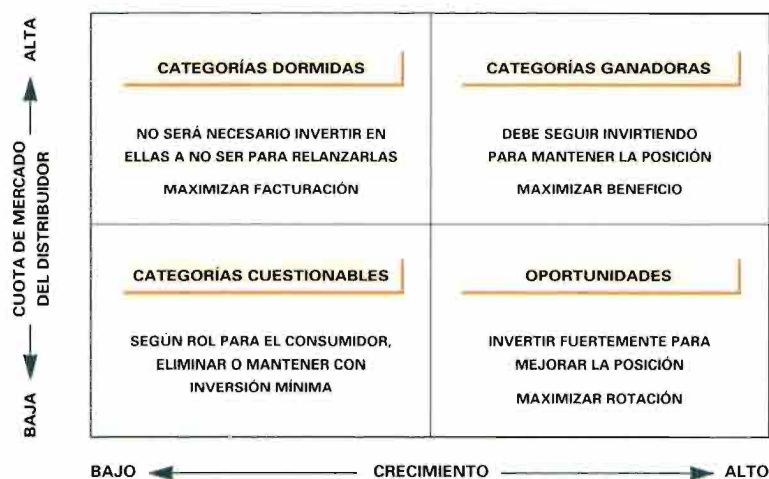 ALTA
CUOTA DE MERCADO
DEL DISTRIBUIDOR
BAJA
CATEGORÍAS DORMIDAS
NO SERÁ NECESARIO INVERTIR EN
ELLAS A NO SER PARA RELANZARLAS
MAXIMIZAR FACTURACIÓN
CATEGORÍAS GANADORAS
DEBE SEGUIR INVIRTIENDO
PARA MANTENER LA POSICIÓN
MAXIMIZAR BENEFICIO
CATEGORÍAS CUESTIONABLES
SEGÚN ROL PARA EL CONSUMIDOR,
ELIMINAR O MANTENER CON
INVERSIÓN MÍNIMA
OPORTUNIDADES
INVERTIR FUERTEMENTE PARA
MEJORAR LA POSICIÓN
MAXIMIZAR ROTACIÓN
BAJO CRECIMIENTO ALTO